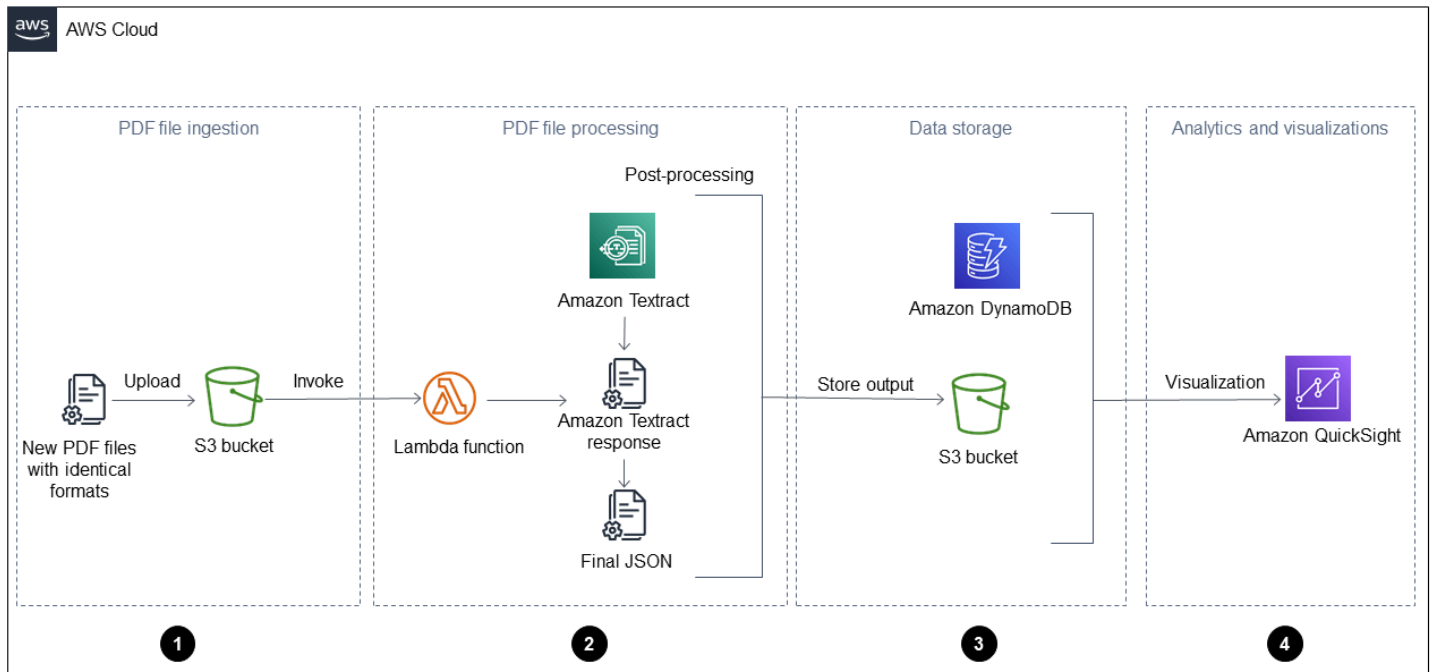 aws
AWS Cloud
PDF file ingestion
PDF file processing
Data storage
Analytics and visualizations
Post-processing
Amazon Textract
Amazon DynamoDB
Upload
Invoke
Store output
Visualization
New PDF files
with identical
formats
S3 bucket
Lambda function
Amazon Textract
response
S3 bucket
Amazon QuickSight
Final JSON
1
2
3
4